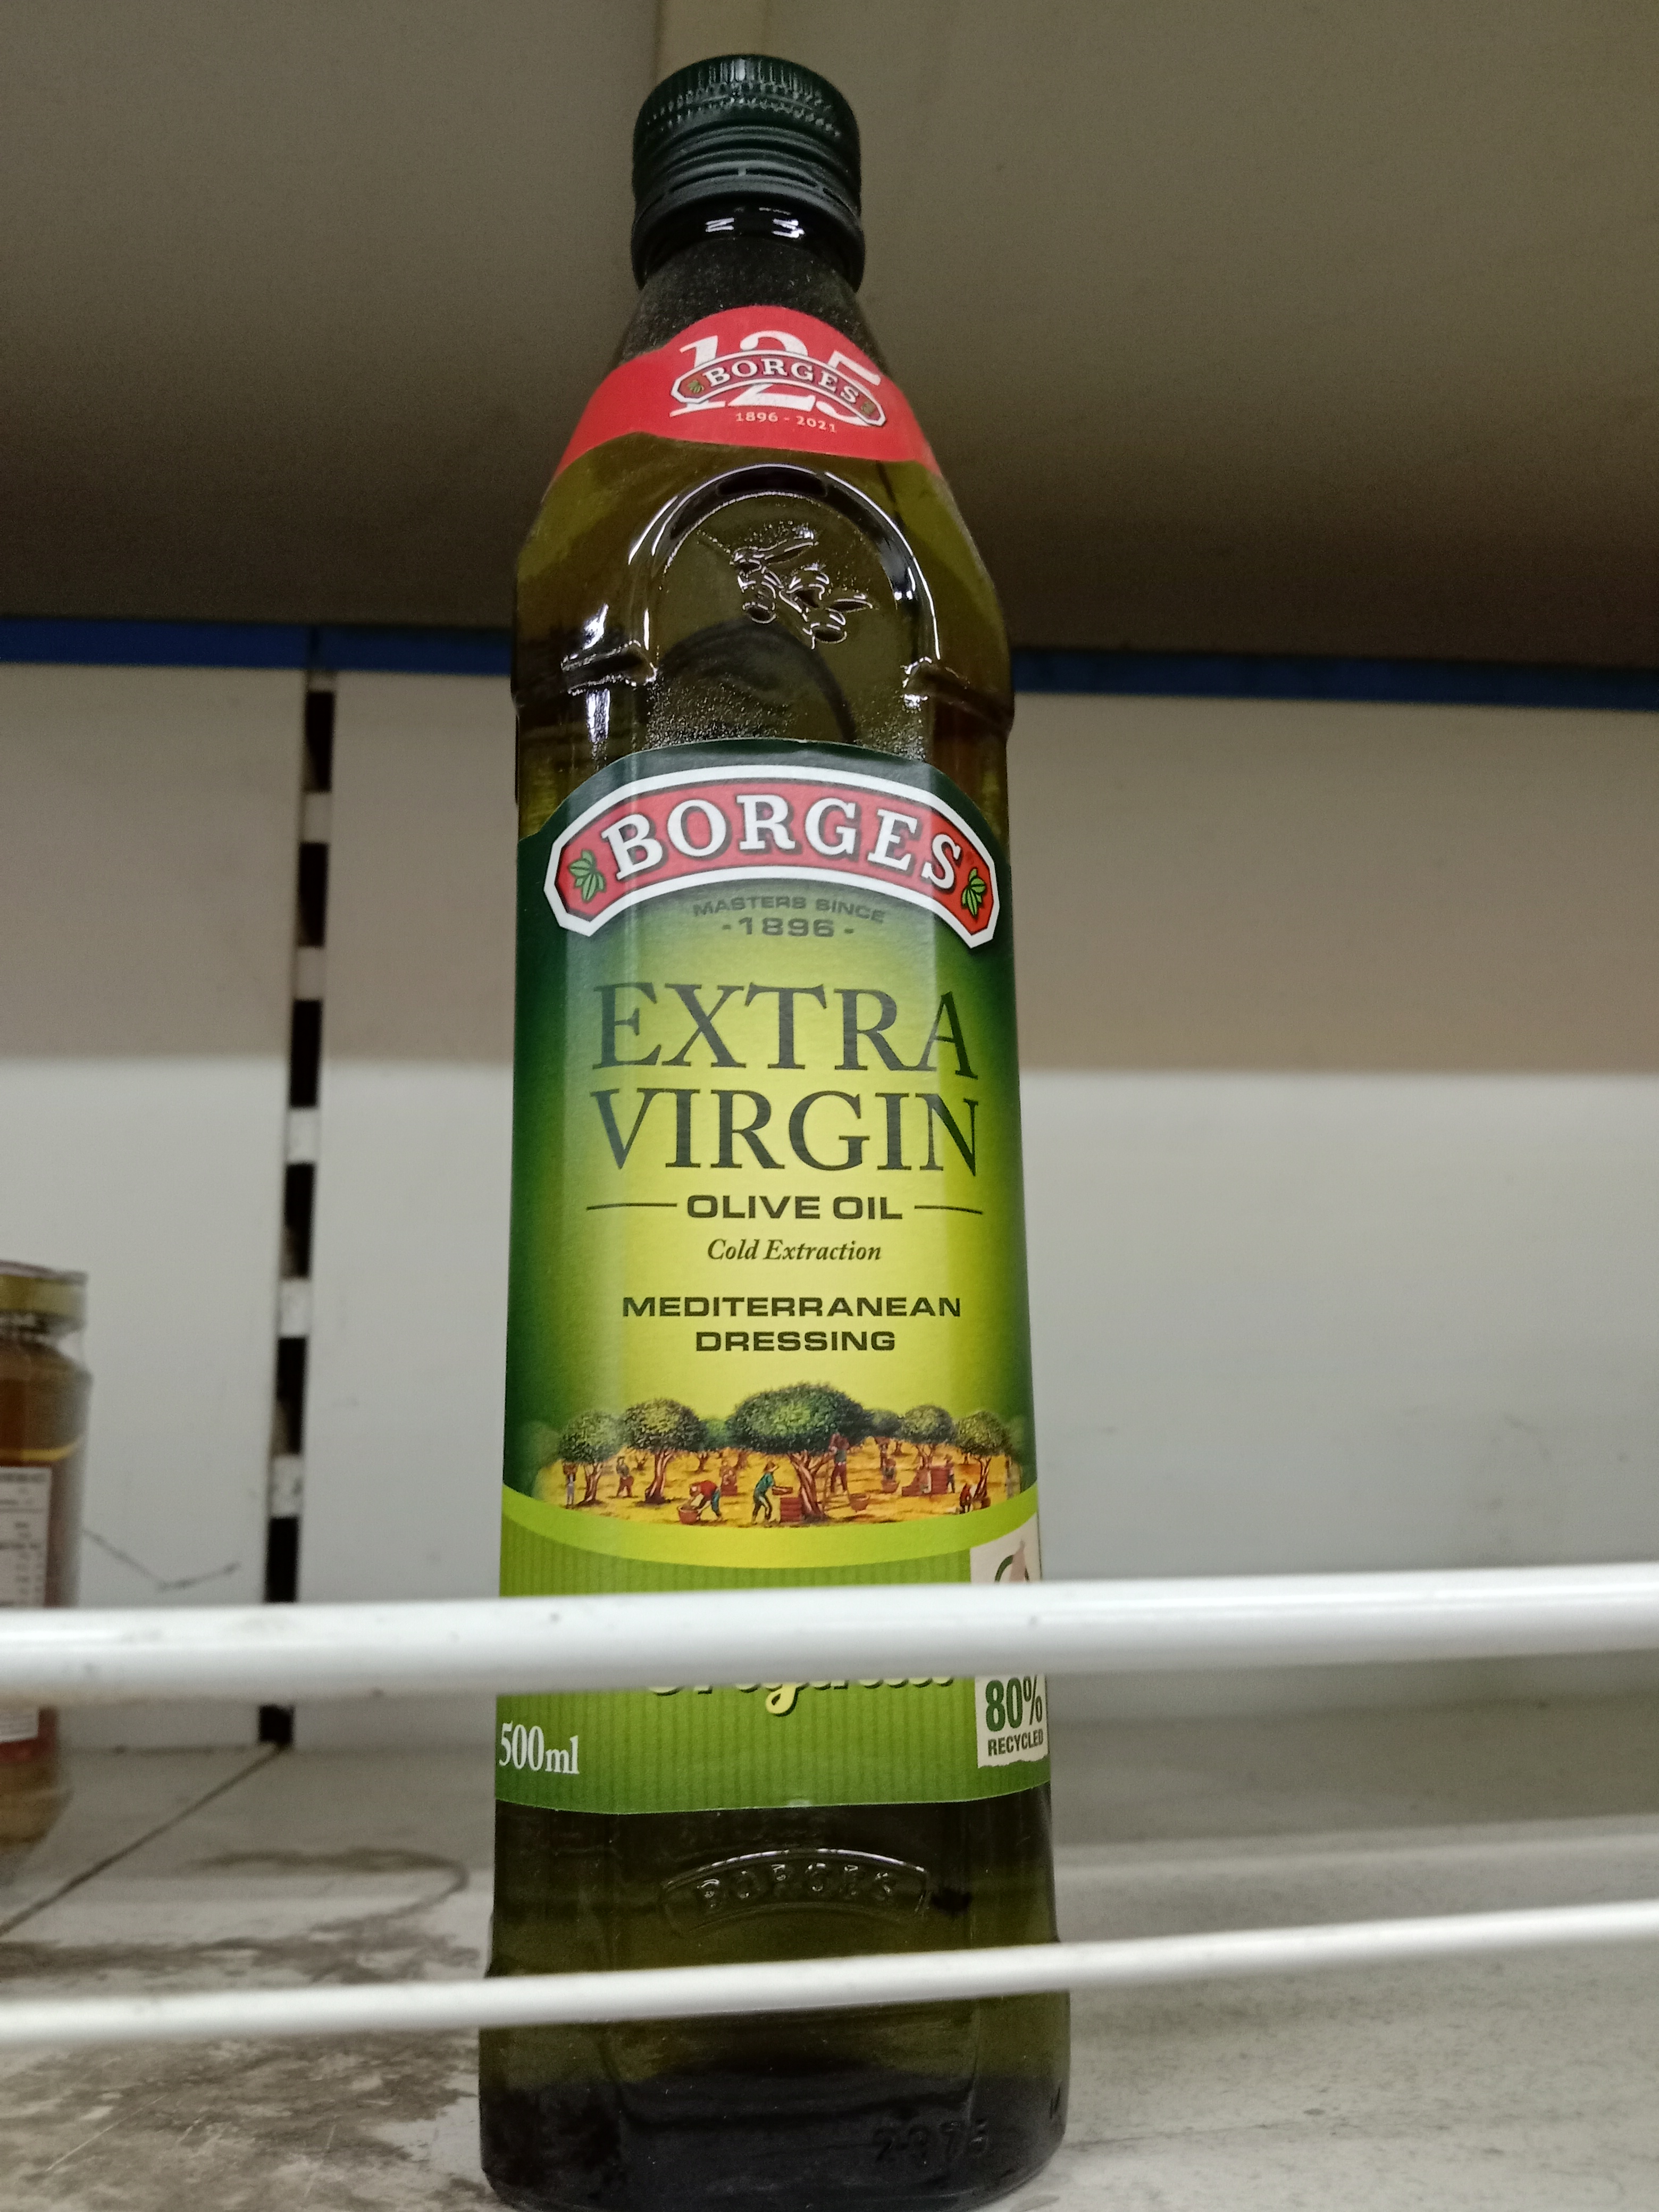 125
BORGES
1896 - 2021
BORGES
MASTERS SINCE
- 1896 -
EXTRA
VIRGIN
OLIVE OIL
Cold Extraction
MEDITERRANEAN
DRESSING
80%
RECYCLED
500ml
BORGES